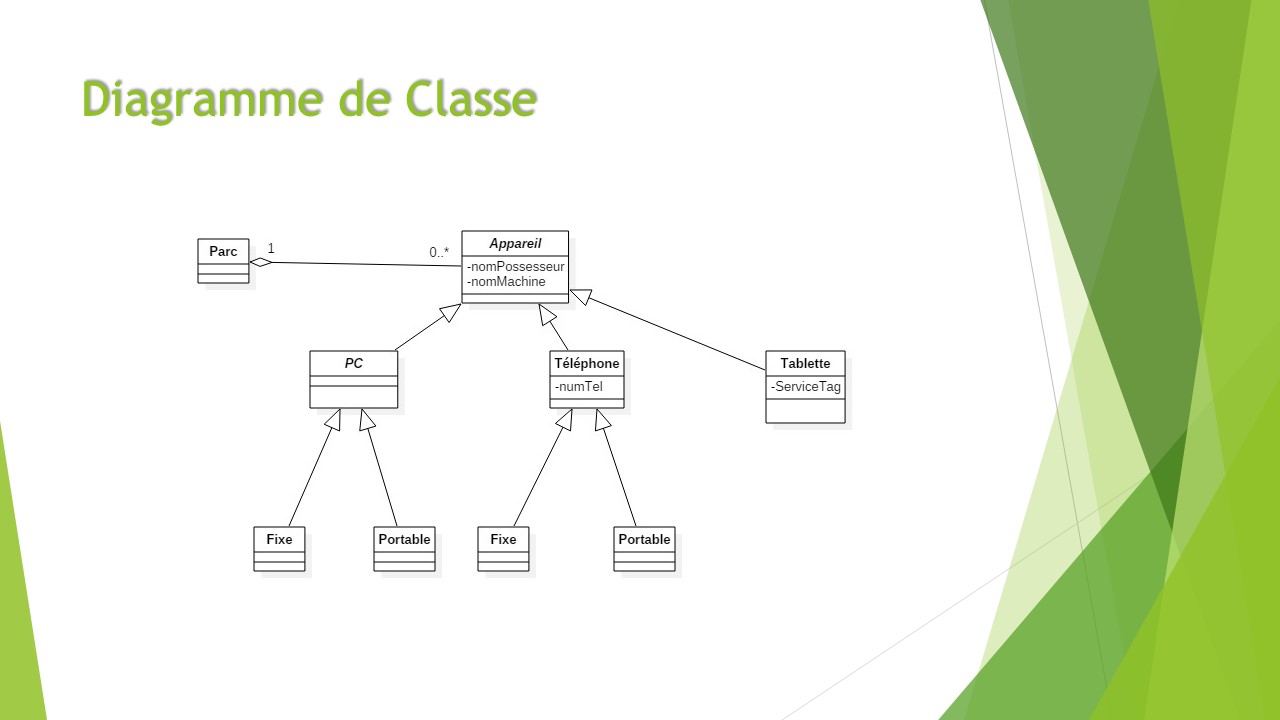 Diagramme de Classe
Parc
1
0..*
Appareil
-nomPossesseur
-nomMachine
PC
Téléphone
-numTel
Tablette
-ServiceTag
Fixe
Portable
Fixe
Portable